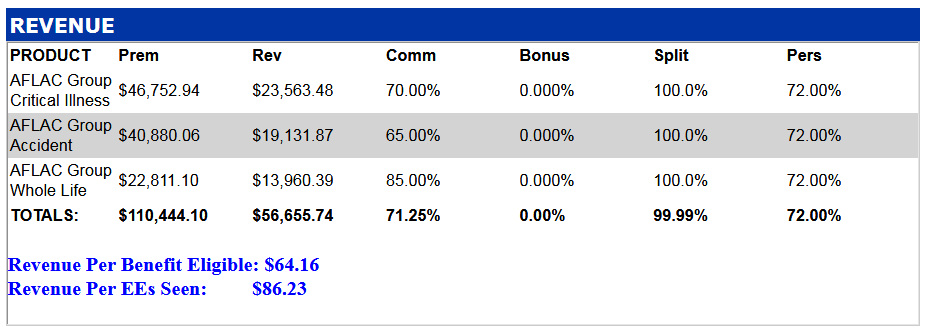 REVENUE
PRODUCT Prem Rev Comm Bonus Split Pers
AFLAC Group
Critical Illness $46,752.94 $23,563.48 70.00% 0.000% 100.0% 72.00%
AFLAC Group
Accident $40,880.06 $19,131.87 65.00% 0.000% 100.0% 72.00%
AFLAC Group
Whole Life $22,811.10 $13,960.39 85.00% 0.000% 100.0% 72.00%
TOTALS: $110,444.10 $56,655.74 71.25% 0.00% 99.99% 72.00%
Revenue Per Benefit Eligible: $64.16
Revenue Per EEs Seen: $86.23